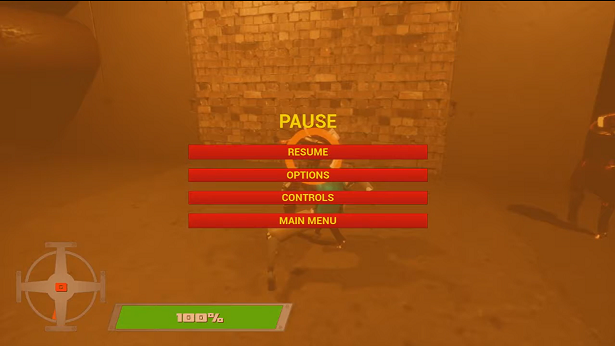 PAUSE
RESUME
OPTIONS
CONTROLS
MAIN MENU
100%